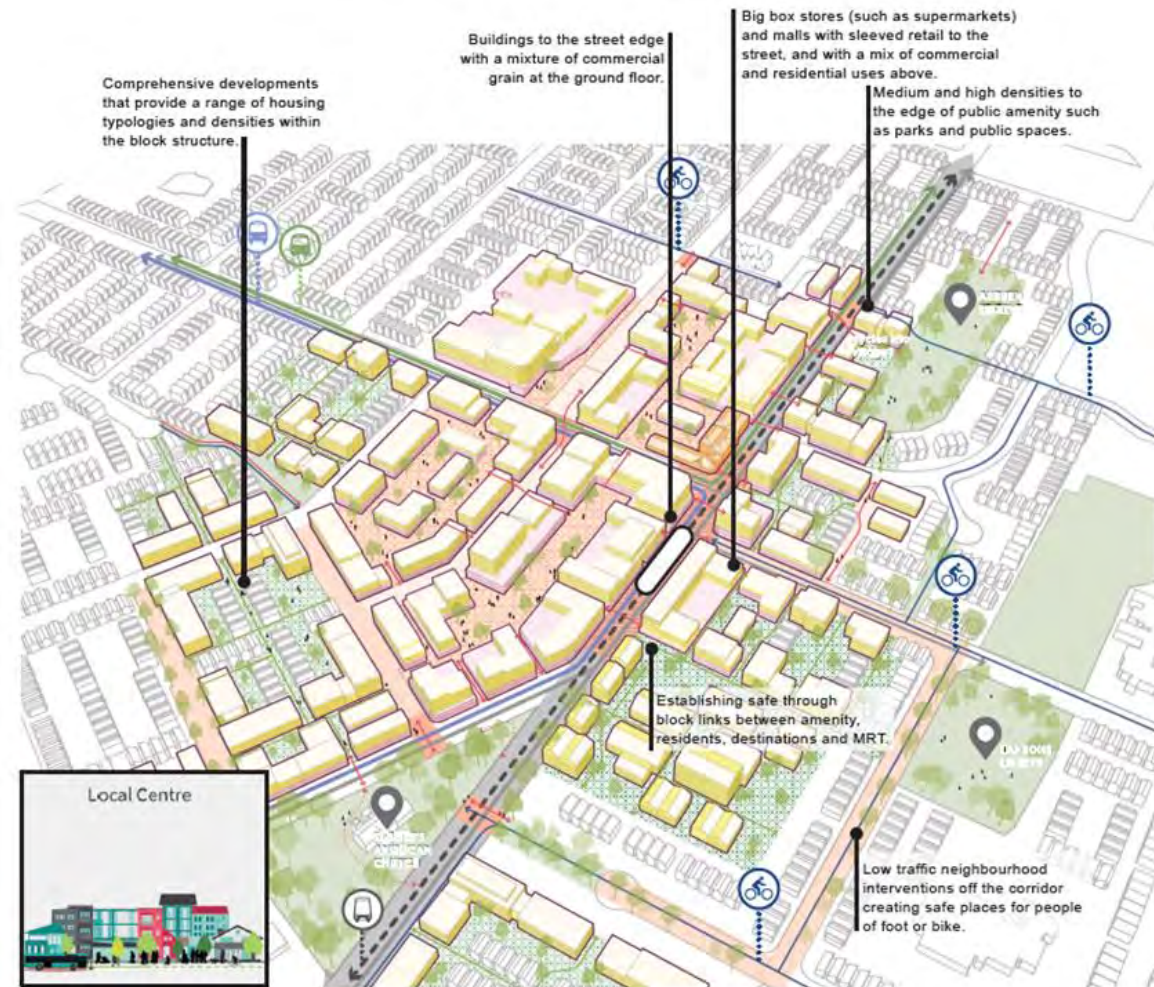 Big box stores (such as supermarkets)
and malls with sleeved retail to the
street, and with a mix of commercial
and residential uses above.
Buildings to the street edge
with a mixture of commercial
grain at the ground floor.
Comprehensive developments
that provide a range of housing
typologies and densities within
the block structure.
Medium and high densities to
the edge of public amenity such
as parks and public spaces.
Establishing safe through
block links between amenity,
residents, destinations and MRT.
Local Centre
ANGLICAN
Low traffic neighbourhood
interventions off the corridor
creating safe places for people
of foot or bike.